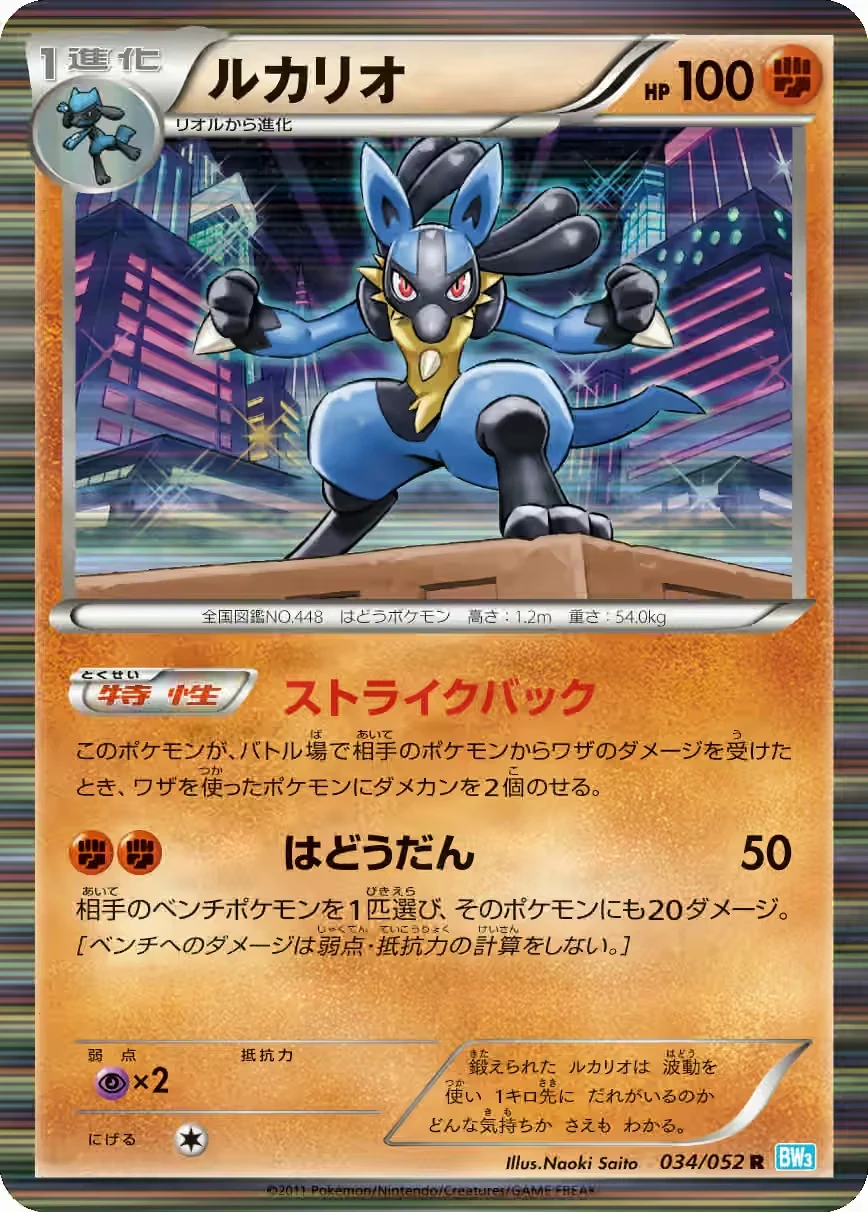 1進化
ルカリオ
HP 100
リオルから進化
全国図鑑NO.448 はどうポケモン 高さ:1.2m 重さ:54.0kg
とくせい
特性 ストライクバック
このポケモンが、バトル場で相手のポケモンからワザのダメージを受けた
とき、ワザを使ったポケモンにダメカンを2個のせる。
はどうだん 50
相手のベンチポケモンを1匹選び、そのポケモンにも20ダメージ。
[ベンチへのダメージは弱点・抵抗力の計算をしない。]
弱点 抵抗力
×2
にげる
鍛えられた ルカリオは 波動を
使い 1キロ先に だれがいるのか
どんな気持ちか さえも わかる。
Illus.Naoki Saito 034/052 R BW3
©2011 Pokémon/Nintendo/Creatures/GAME FREAK